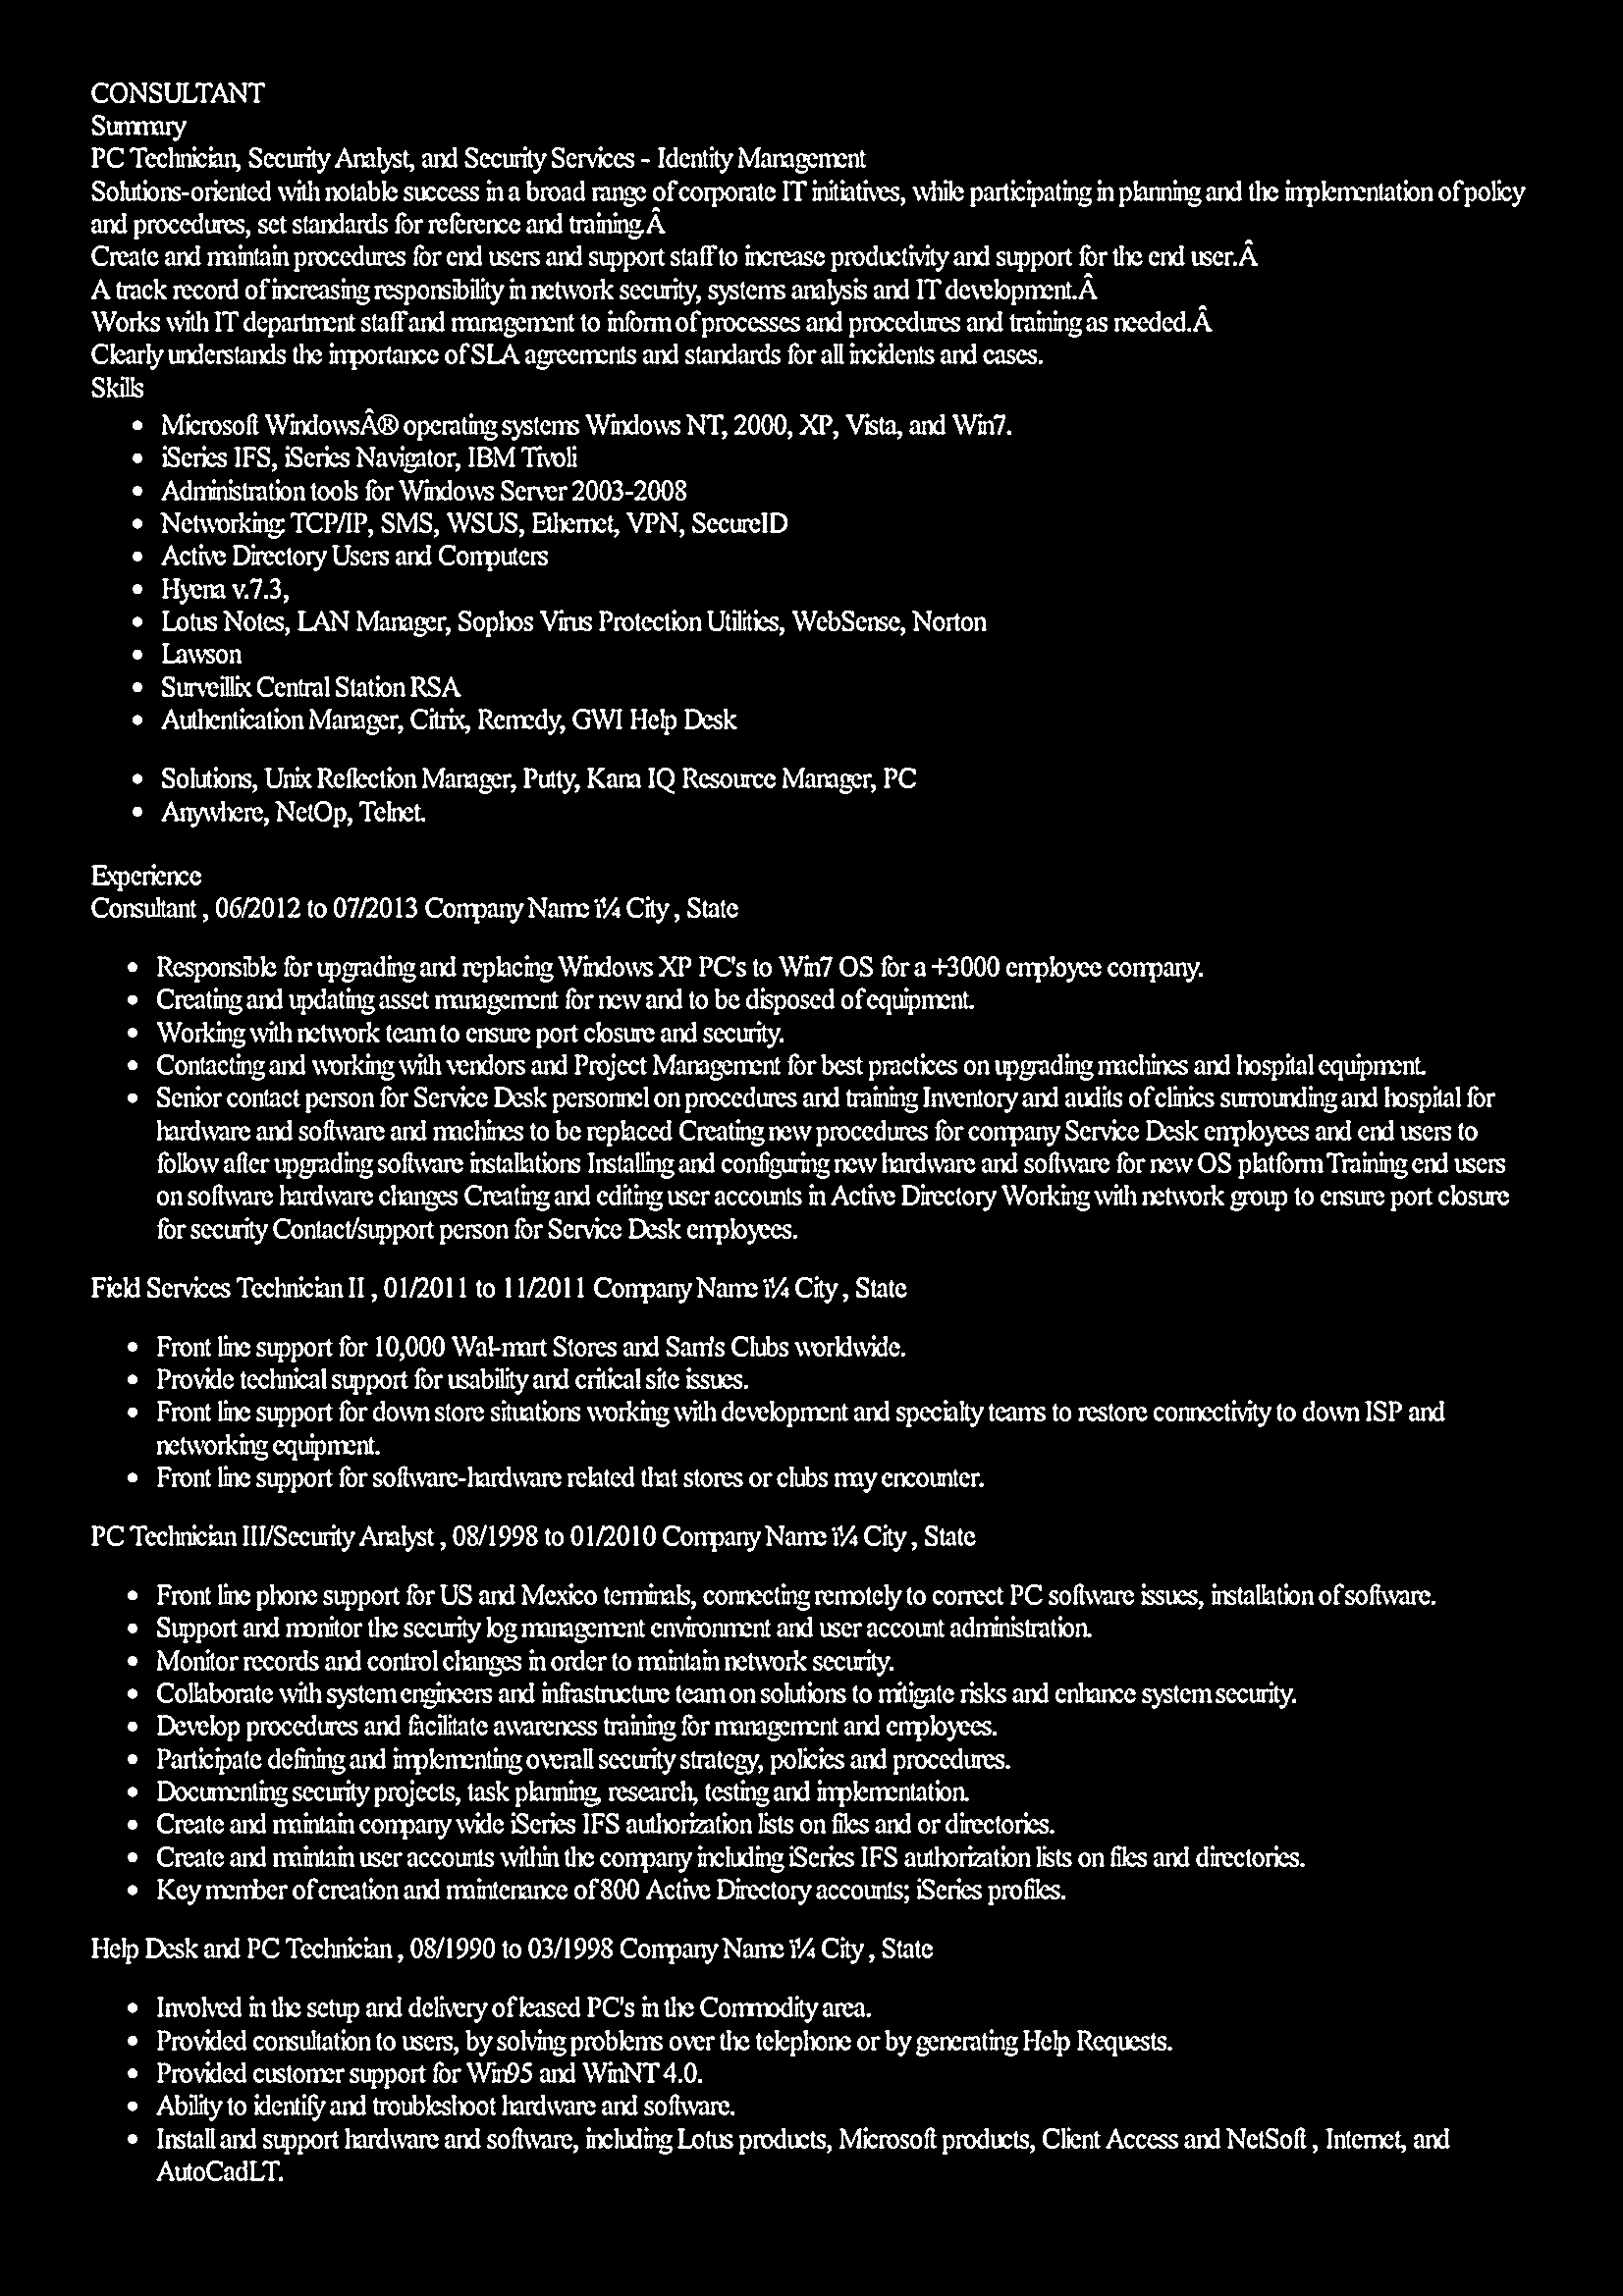 CONSULTANT
Summary
PC Technician, Security Analyst, and Security Services - Identity Management
Solutions-oriented with notable success in a broad range of corporate IT initiatives, while participating in planning and the implementation of policy
and procedures, set standards for reference and training.Â
Create and maintain procedures for end users and support staff to increase productivity and support for the end user.Â
A track record of increasing responsibility in network security, systems analysis and IT development.Â
Works with IT department staff and management to inform of processes and procedures and training as needed.Â
Clearly understands the importance of SLA agreements and standards for all incidents and cases.
Skills
• Microsoft WindowsÂ® operating systems Windows NT, 2000, XP, Vista, and Win7.
• iSeries IFS, iSeries Navigator, IBM Tivoli
• Administration tools for Windows Server 2003-2008
• Networking: TCP/IP, SMS, WSUS, Ethernet, VPN, SecureID
• Active Directory Users and Computers
• Hyena v.7.3,
• Lotus Notes, LAN Manager, Sophos Virus Protection Utilities, WebSense, Norton
• Lawson
• Surveillix Central Station RSA
• Authentication Manager, Citrix, Remedy, GWI Help Desk
• Solutions, Unix Reflection Manager, Putty, Kana IQ Resource Manager, PC
• Anywhere, NetOp, Telnet.
Experience
Consultant , 06/2012 to 07/2013 Company Name ï¼ City , State
• Responsible for upgrading and replacing Windows XP PC's to Win7 OS for a +3000 employee company.
• Creating and updating asset management for new and to be disposed of equipment.
• Working with network team to ensure port closure and security.
• Contacting and working with vendors and Project Management for best practices on upgrading machines and hospital equipment.
• Senior contact person for Service Desk personnel on procedures and training Inventory and audits of clinics surrounding and hospital for
hardware and software and machines to be replaced Creating new procedures for company Service Desk employees and end users to
follow after upgrading software installations Installing and configuring new hardware and software for new OS platform Training end users
on software hardware changes Creating and editing user accounts in Active Directory Working with network group to ensure port closure
for security Contact/support person for Service Desk employees.
Field Services Technician II , 01/2011 to 11/2011 Company Name ï¼ City , State
• Front line support for 10,000 Wal-mart Stores and Sam's Clubs worldwide.
• Provide technical support for usability and critical site issues.
• Front line support for down store situations working with development and specialty teams to restore connectivity to down ISP and
networking equipment.
• Front line support for software-hardware related that stores or clubs may encounter.
PC Technician III/Security Analyst , 08/1998 to 01/2010 Company Name ï¼ City , State
• Front line phone support for US and Mexico terminals, connecting remotely to correct PC software issues, installation of software.
• Support and monitor the security log management environment and user account administration.
• Monitor records and control changes in order to maintain network security.
• Collaborate with system engineers and infrastructure team on solutions to mitigate risks and enhance system security.
• Develop procedures and facilitate awareness training for management and employees.
• Participate defining and implementing overall security strategy, policies and procedures.
• Documenting security projects, task planning, research, testing and implementation.
• Create and maintain company wide iSeries IFS authorization lists on files and or directories.
• Create and maintain user accounts within the company including iSeries IFS authorization lists on files and directories.
• Key member of creation and maintenance of 800 Active Directory accounts; iSeries profiles.
Help Desk and PC Technician , 08/1990 to 03/1998 Company Name ï¼ City , State
• Involved in the setup and delivery of leased PC's in the Commodity area.
• Provided consultation to users, by solving problems over the telephone or by generating Help Requests.
• Provided customer support for Win95 and WinNT 4.0.
• Ability to identify and troubleshoot hardware and software.
• Install and support hardware and software, including Lotus products, Microsoft products, Client Access and NetSoft , Internet, and
AutoCadLT.